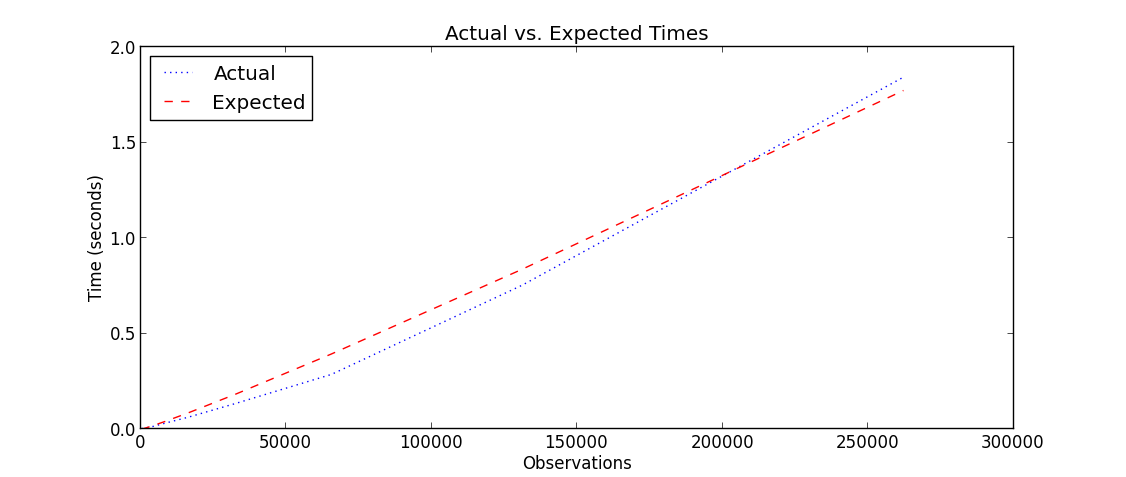 Actual vs. Expected Times
2.0
Actual
Expected
1.5
1.0
0.5
0.0
Time (seconds)
0 50000 100000 150000 200000 250000 300000
Observations